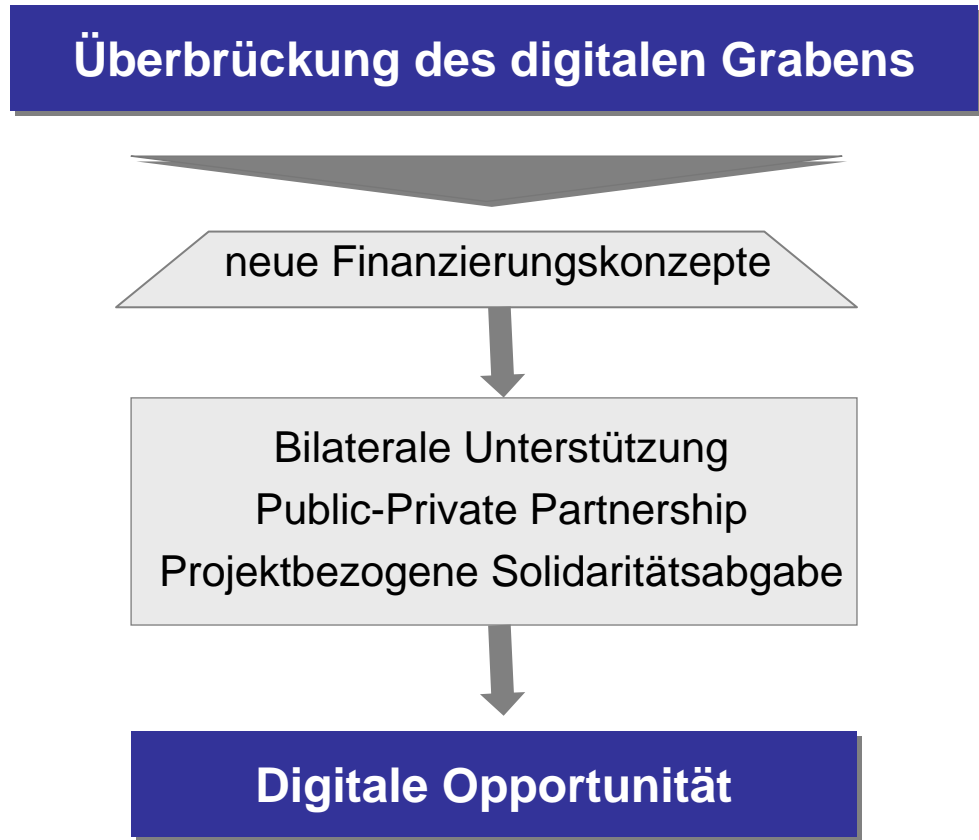 Überbrückung des digitalen Grabens
neue Finanzierungskonzepte
Bilaterale Unterstützung
Public-Private Partnership
Projektbezogene Solidaritätsabgabe
Digitale Opportunität